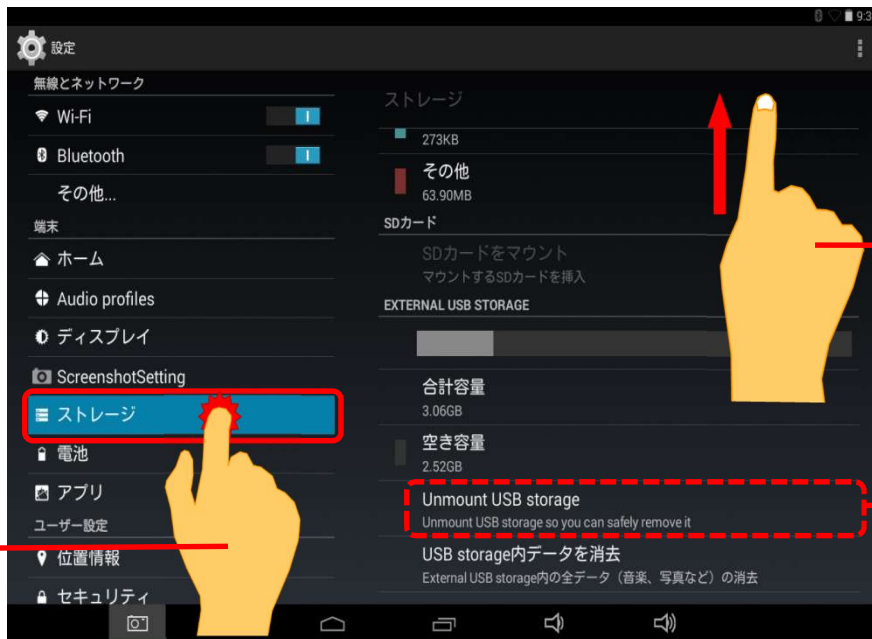 9:3
設定
無線とネットワーク
Wi-Fi
Bluetooth
その他...
端末
ホーム
Audio profiles
ディスプレイ
ScreenshotSetting
ストレージ
電池
アプリ
ユーザー設定
位置情報
セキュリティ
ストレージ
273KB
その他
63.90MB
SDカード
SDカードをマウント
マウントするSDカードを挿入
EXTERNAL USB STORAGE
合計容量
3.06GB
空き容量
2.52GB
Unmount USB storage
Unmount USB storage so you can safely remove it
USB storage内データを消去
External USB storage内の全データ（音楽、写真など）の消去